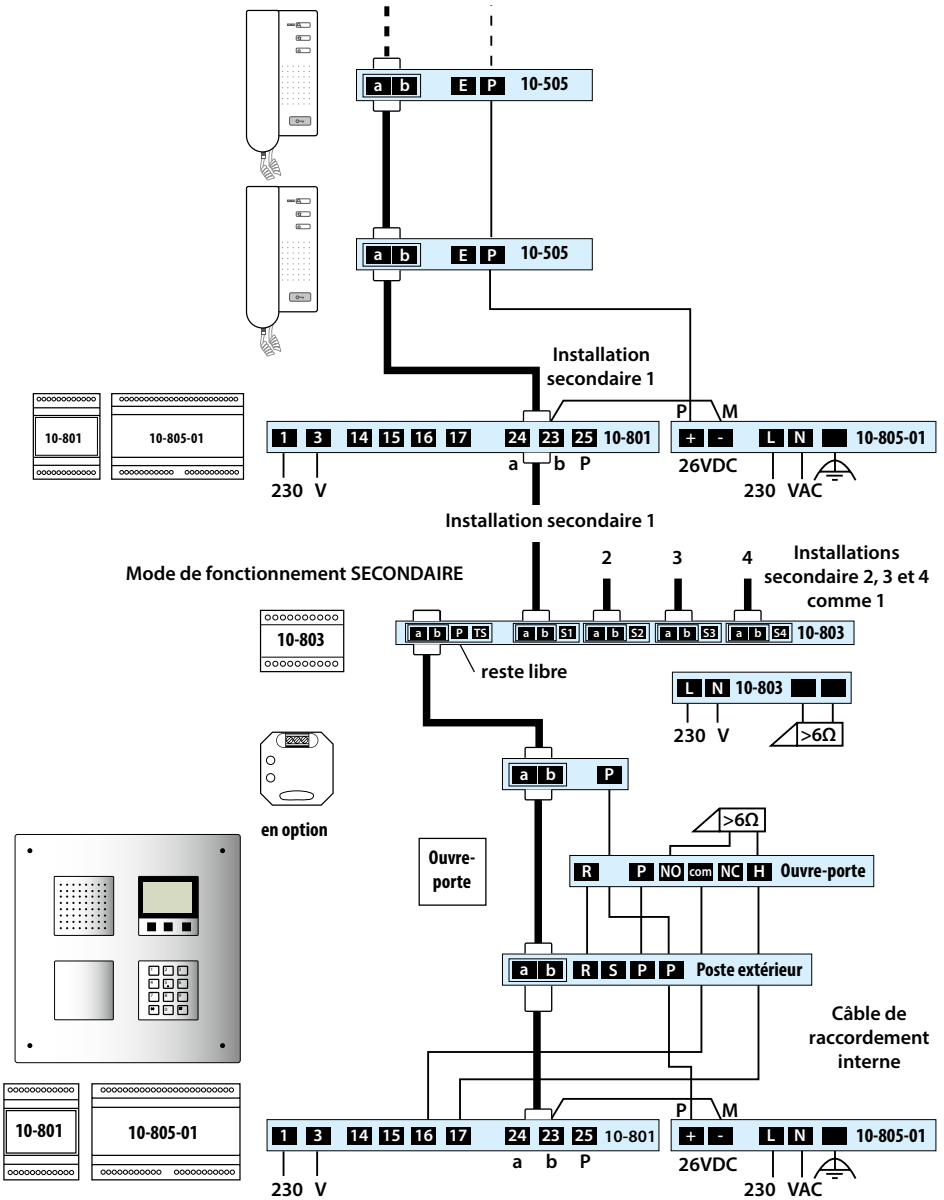 a b E P 10-505
a b E P 10-505
Installation
secondaire 1
P M
10-801 10-805-01
1 3 14 15 16 17 24 23 25 10-801
+ - L N 10-805-01
a b P
26VDC
230 V
230 VAC
Installation secondaire 1
Mode de fonctionnement SECONDAIRE
2 3 4
Installations
secondaire 2, 3 et 4
comme 1
10-803
a b P TS a b S1 a b S2 a b S3 a b S4 10-803
reste libre
L N 10-803
230 V
>6Ω
a b P
en option
>6Ω
Ouvre-
porte
R P NO com NC H Ouvre-porte
a b R S P P Poste extérieur
Câble de
raccordement
interne
P M
10-801 10-805-01
1 3 14 15 16 17 24 23 25 10-801
+ - L N 10-805-01
a b P
26VDC
230 V
230 VAC